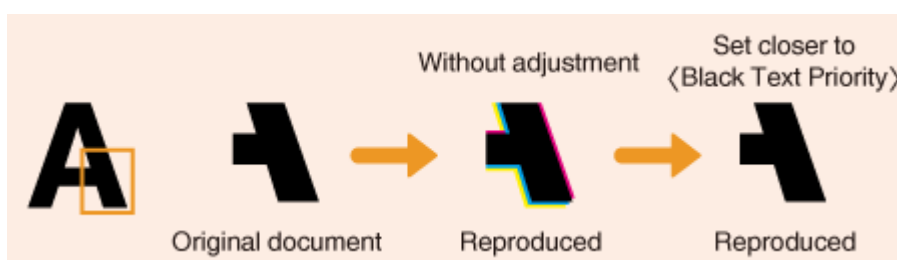 A
Original document
Without adjustment
Reproduced
Set closer to
〈Black Text Priority〉
Reproduced